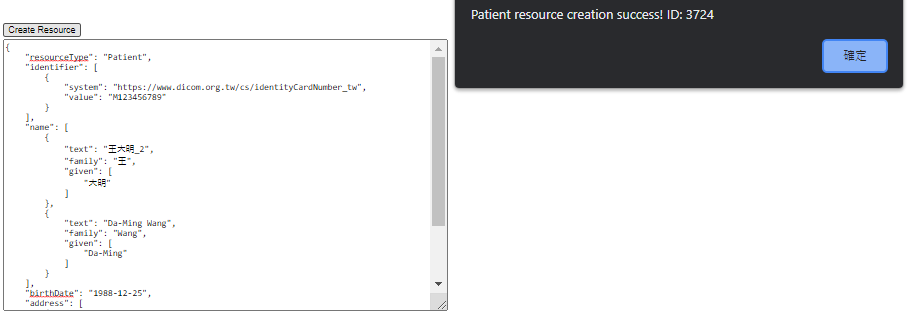 Create Resource
{
    "resourceType": "Patient",
    "identifier": [
        {
            "system": "https://www.dicom.org.tw/cs/identityCardNumber_tw",
            "value": "M123456789"
        }
    ],
    "name": [
        {
            "text": "王大明_2",
            "family": "王",
            "given": [
                "大明"
            ]
        },
        {
            "text": "Da-Ming Wang",
            "family": "Wang",
            "given": [
                "Da-Ming"
            ]
        }
    ],
    "birthDate": "1988-12-25",
    "address": [
Patient resource creation success! ID: 3724
確定